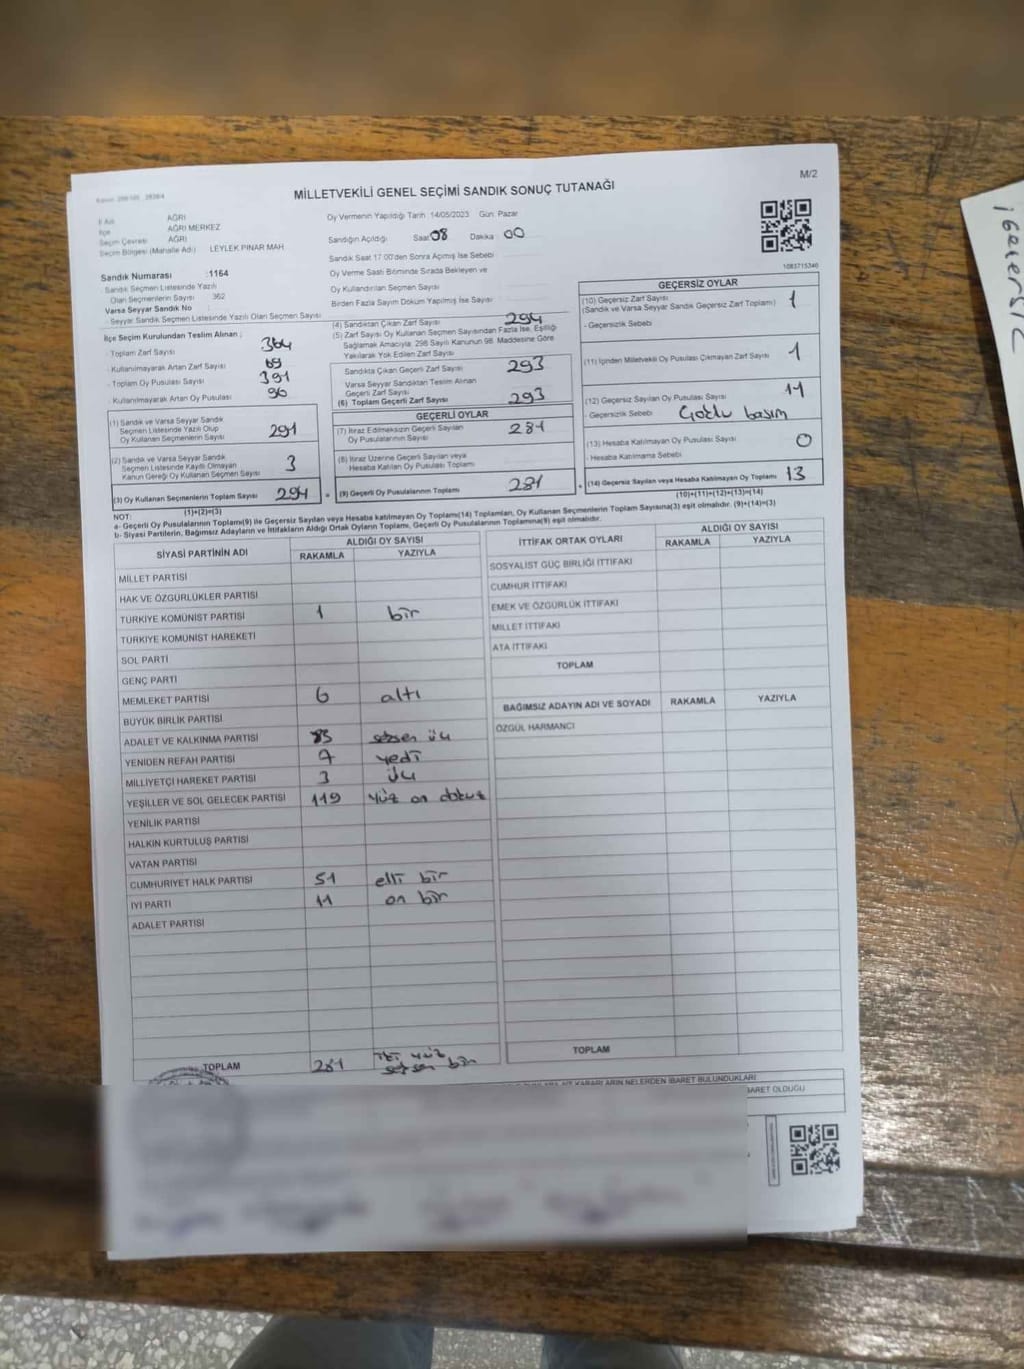 M/2
MİLLETVEKİLİ GENEL SEÇİMİ SANDIK SONUÇ TUTANAĞI
İl Adı AĞRI
İlçe AĞRI MERKEZ
Seçim Çevresi AĞRI
Seçim Bölgesi (Mahalle Adı) LEYLEK PINAR MAH.
Sandık Numarası :1164
Sandık Seçmen Listesinde Yazılı
Olan Seçmenlerin Sayısı 362
Varsa Seyyar Sandık No :
Seyyar Sandık Seçmen Listesinde Yazılı Olan Seçmen Sayısı
Oy Vermenin Yapıldığı Tarih 14/05/2023 Gün: Pazar
Sandığın Açıldığı Saat 08 Dakika 00
Sandık Saat 17.00'den Sonra Açılmış İse Sebebi
Oy Verme Saati Bitiminde Sırada Bekleyen ve
Oy Kullandırılan Seçmen Sayısı
Birden Fazla Sayım Döküm Yapılmış İse Sayısı
1083715340
İlçe Seçim Kurulundan Teslim Alınan ;
- Toplam Zarf Sayısı 364
- Kullanılmayarak Artan Zarf Sayısı 69
- Toplam Oy Pusulası Sayısı 391
- Kullanılmayarak Artan Oy Pusulası 96
(1) Sandık ve Varsa Seyyar Sandık
Seçmen Listesinde Yazılı Olup
Oy Kullanan Seçmenlerin Sayısı 291
(2) Sandık ve Varsa Seyyar Sandık
Seçmen Listesinde Kayıtlı Olmayan
Kanun Gereği Oy Kullanan Seçmen Sayısı 3
(3) Oy Kullanan Seçmenlerin Toplam Sayısı 294
(1)+(2)=(3)
(4) Sandıktan Çıkan Zarf Sayısı 294
(5) Zarf Sayısı Oy Kullanan Seçmen Sayısından Fazla İse, Eşitliği
Sağlamak Amacıyla, 298 Sayılı Kanunun 98. Maddesine Göre
Yakılarak Yok Edilen Zarf Sayısı
Sandıkta Çıkan Geçerli Zarf Sayısı 293
Varsa Seyyar Sandıktan Teslim Alınan
Geçerli Zarf Sayısı
(6) Toplam Geçerli Zarf Sayısı 293
GEÇERLİ OYLAR
(7) İtiraz Edilmeksizin Geçerli Sayılan
Oy Pusulalarının Sayısı 281
(8) İtiraz Üzerine Geçerli Sayılan veya
Hesaba Katılan Oy Pusulası Toplamı
(9) Geçerli Oy Pusulalarının Toplamı 281
GEÇERSİZ OYLAR
(10) Geçersiz Zarf Sayısı 1
(Sandık ve Varsa Seyyar Sandık Geçersiz Zarf Toplamı)
- Geçersizlik Sebebi
(11) İçinden Milletvekili Oy Pusulası Çıkmayan Zarf Sayısı 1
(12) Geçersiz Sayılan Oy Pusulası Sayısı 11
- Geçersizlik Sebebi Çoklu basım
(13) Hesaba Katılmayan Oy Pusulası Sayısı 0
- Hesaba Katılmama Sebebi
(14) Geçersiz Sayılan veya Hesaba Katılmayan Oy Toplamı 13
(10)+(11)+(12)+(13)=(14)
NOT:
a- Geçerli Oy Pusulalarının Toplamı(9) ile Geçersiz Sayılan veya Hesaba katılmayan Oy Toplamı(14) Toplamları, Oy Kullanan Seçmenlerin Toplam Sayısına(3) eşit olmalıdır. (9)+(14)=(3)
b- Siyasi Partilerin, Bağımsız Adayların ve İttifakların Aldığı Ortak Oyların Toplamı, Geçerli Oy Pusulalarının Toplamına(9) eşit olmalıdır.
SİYASİ PARTİNİN ADI ALDIĞI OY SAYISI
RAKAMLA YAZIYLA
MİLLET PARTİSİ
HAK VE ÖZGÜRLÜKLER PARTİSİ
TÜRKİYE KOMÜNİST PARTİSİ 1 bir
TÜRKİYE KOMÜNİST HAREKETİ
SOL PARTİ
GENÇ PARTİ
MEMLEKET PARTİSİ 6 altı
BÜYÜK BİRLİK PARTİSİ
ADALET VE KALKINMA PARTİSİ 83 seksen üç
YENİDEN REFAH PARTİSİ 7 yedi
MİLLİYETÇİ HAREKET PARTİSİ 3 üç
YEŞİLLER VE SOL GELECEK PARTİSİ 119 yüz on dokuz
YENİLİK PARTİSİ
HALKIN KURTULUŞ PARTİSİ
VATAN PARTİSİ
CUMHURİYET HALK PARTİSİ 51 elli bir
İYİ PARTİ 11 on bir
ADALET PARTİSİ
TOPLAM 281 iki yüz
seksen bir
İTTİFAK ORTAK OYLARI ALDIĞI OY SAYISI
RAKAMLA YAZIYLA
SOSYALİST GÜÇ BİRLİĞİ İTTİFAKI
CUMHUR İTTİFAKI
EMEK VE ÖZGÜRLÜK İTTİFAKI
MİLLET İTTİFAKI
ATA İTTİFAKI
TOPLAM
BAĞIMSIZ ADAYIN ADI VE SOYADI RAKAMLA YAZIYLA
ÖZGÜL HARMANCI
TOPLAM
KARARLARIN NELERDEN İBARET BULUNDUKLARI
İBARET OLDUĞU